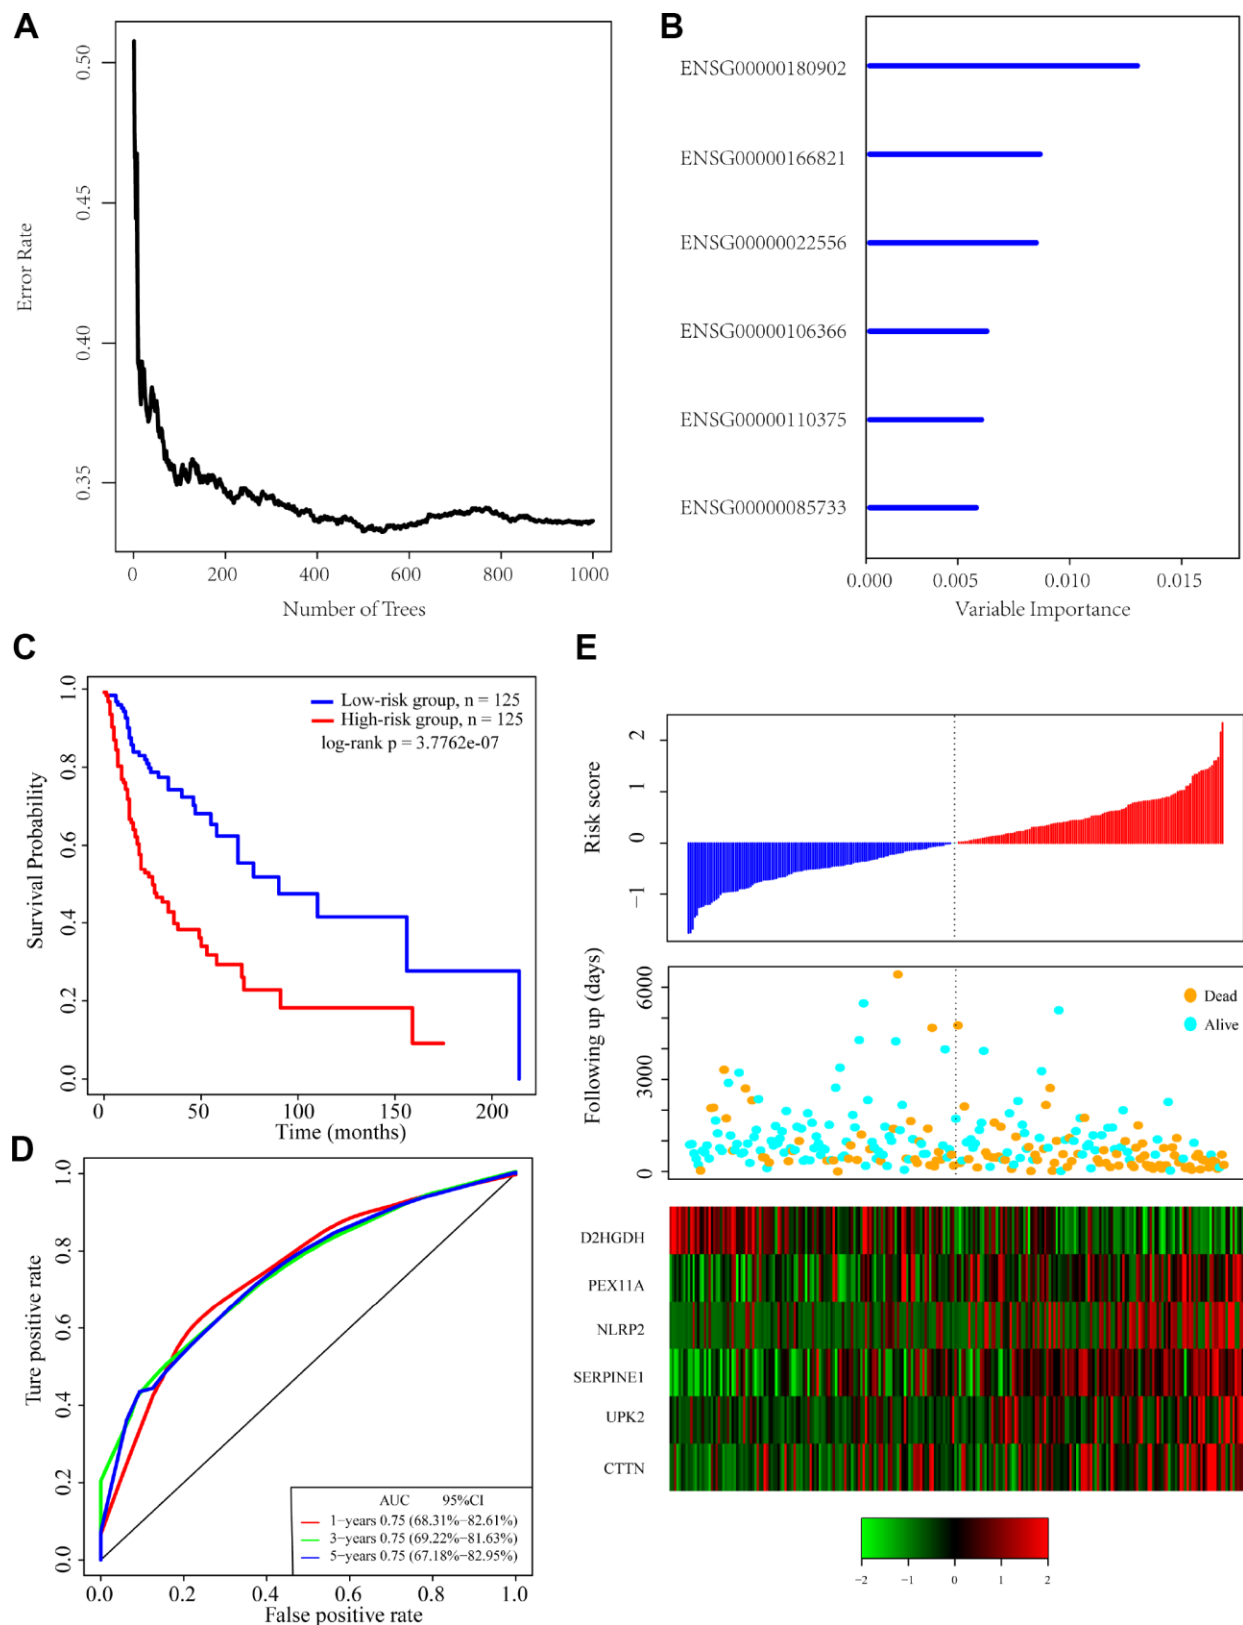 A
0.50
0.45
0.40
0.35
Error Rate
0 200 400 600 800 1000
Number of Trees
B
ENSG00000180902
ENSG00000166821
ENSG00000022556
ENSG00000106366
ENSG00000110375
ENSG00000085733
0.000 0.005 0.010 0.015
Variable Importance
C
1.0
0.8
0.6
0.4
0.2
0.0
Survival Probability
Low-risk group, n = 125
High-risk group, n = 125
log-rank p = 3.7762e-07
0 50 100 150 200
Time (months)
D
1.0
0.8
0.6
0.4
0.2
0.0
Ture positive rate
AUC 95%CI
1−years 0.75 (68.31%−82.61%)
3−years 0.75 (69.22%−81.63%)
5−years 0.75 (67.18%−82.95%)
0.0 0.2 0.4 0.6 0.8 1.0
False positive rate
E
2
1
0
−1
Risk score
6000
3000
0
Following up (days)
Dead
Alive
D2HGDH
PEX11A
NLRP2
SERPINE1
UPK2
CTTN
−2 −1 0 1 2